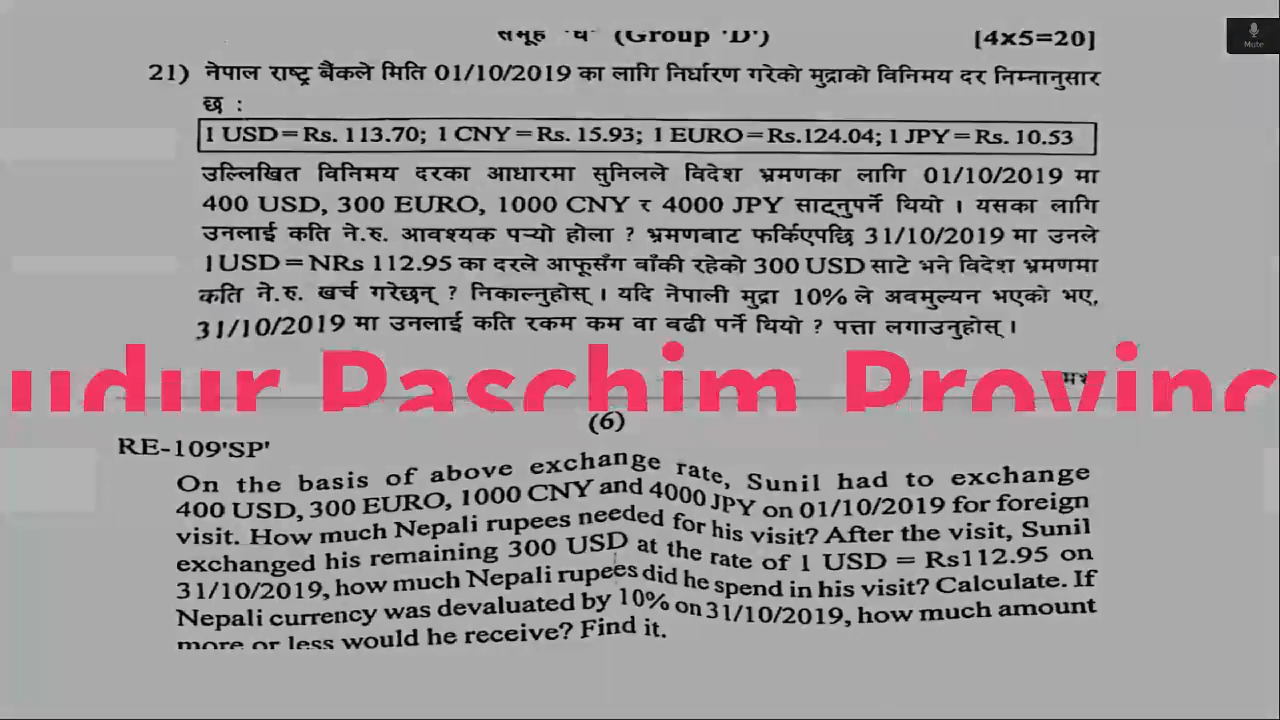 समूह 'घ' (Group 'D') [4×5=20]
21) नेपाल राष्ट्र बैंकले मिति 01/10/2019 का लागि निर्धारण गरेको मुद्राको विनिमय दर निम्नानुसार
छ :
1 USD=Rs. 113.70; 1 CNY=Rs. 15.93; 1 EURO=Rs.124.04; 1 JPY=Rs. 10.53
उल्लिखित विनिमय दरका आधारमा सुनिलले विदेश भ्रमणका लागि 01/10/2019 मा
400 USD, 300 EURO, 1000 CNY र 4000 JPY साट्नुपर्ने थियो । यसका लागि
उनलाई कति ने.रु. आवश्यक पर्‍यो होला ? भ्रमणबाट फर्किएपछि 31/10/2019 मा उनले
1USD=NRs 112.95 का दरले आफूसँग बाँकी रहेको 300 USD साटे भने विदेश भ्रमणमा
कति ने.रु. खर्च गरेछन् ? निकाल्नुहोस् । यदि नेपाली मुद्रा 10% ले अवमुल्यन भएको भए,
31/10/2019 मा उनलाई कति रकम कम वा बढी पर्ने थियो ? पत्ता लगाउनुहोस् ।
udur Paschim Provinc
(6)
RE-109'SP'
On the basis of above exchange rate, Sunil had to exchange
400 USD, 300 EURO, 1000 CNY and 4000 JPY on 01/10/2019 for foreign
visit. How much Nepali rupees needed for his visit? After the visit, Sunil
exchanged his remaining 300 USD at the rate of 1 USD = Rs112.95 on
31/10/2019, how much Nepali rupees did he spend in his visit? Calculate. If
Nepali currency was devaluated by 10% on 31/10/2019, how much amount
more or less would he receive? Find it.
Mute